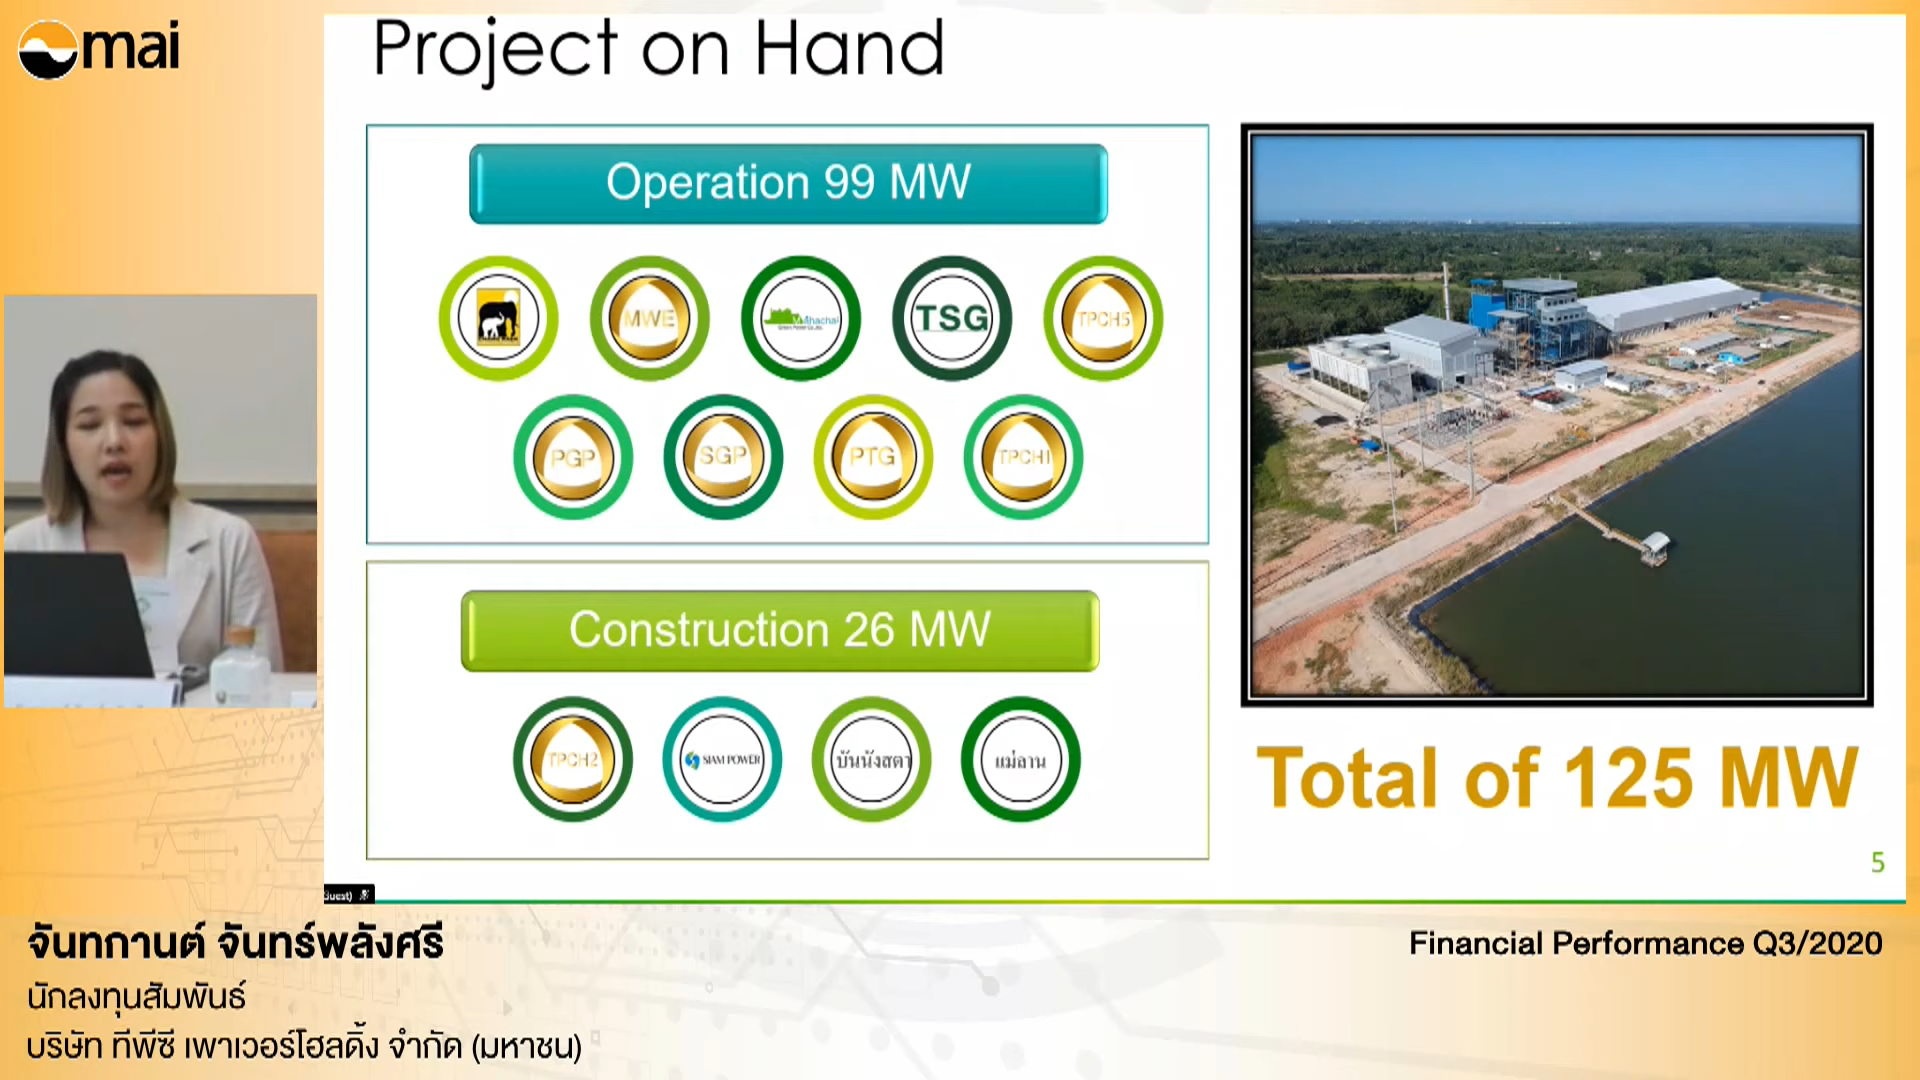 mai
Project on Hand
Operation 99 MW
MWE
Mahachai
TSG
TPCH5
PGP
SGP
PTG
TPCH1
Construction 26 MW
TPCH2
SIAM POWER
บันนังสตา
แม่ลาน
Total of 125 MW
5
Guest)
จันทกานต์ จันทร์พลังศรี
นักลงทุนสัมพันธ์
บริษัท ทีพีซี เพาเวอร์โฮลดิ้ง จำกัด (มหาชน)
Financial Performance Q3/2020